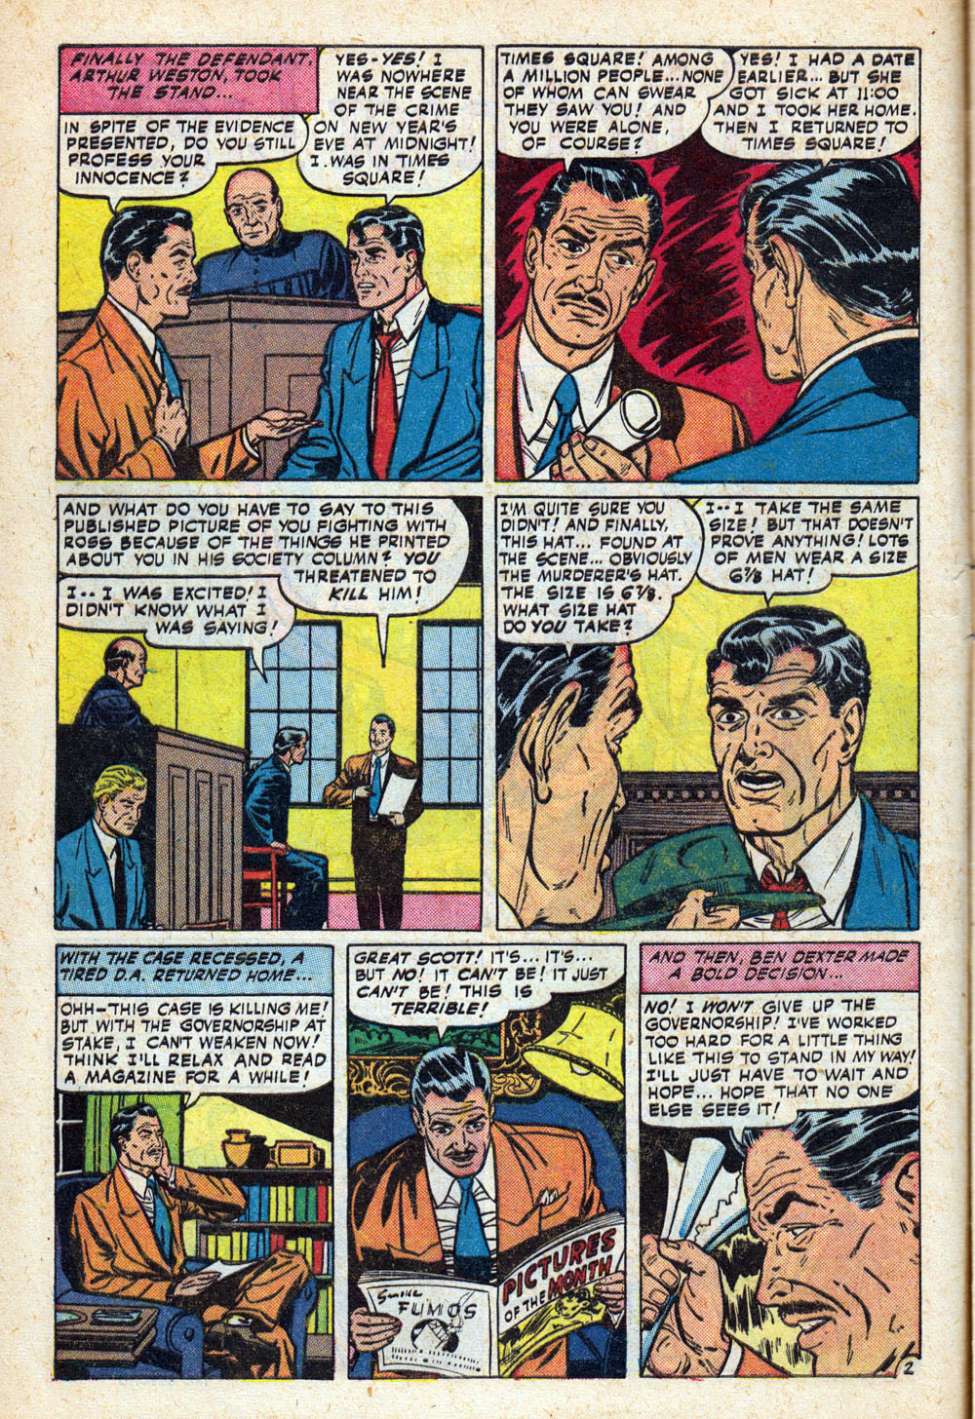 FINALLY THE DEFENDANT,
ARTHUR WESTON, TOOK
THE STAND...
IN SPITE OF THE EVIDENCE
PRESENTED, DO YOU STILL
PROFESS YOUR
INNOCENCE?
YES-YES! I
WAS NOWHERE
NEAR THE SCENE
OF THE CRIME
ON NEW YEAR'S
EVE AT MIDNIGHT!
I WAS IN TIMES
SQUARE!
TIMES SQUARE! AMONG
A MILLION PEOPLE...NONE
OF WHOM CAN SWEAR
THEY SAW YOU! AND
YOU WERE ALONE,
OF COURSE?
YES! I HAD A DATE
EARLIER... BUT SHE
GOT SICK AT 11:00
AND I TOOK HER HOME.
THEN I RETURNED TO
TIMES SQUARE!
AND WHAT DO YOU HAVE TO SAY TO THIS
PUBLISHED PICTURE OF YOU FIGHTING WITH
ROSS BECAUSE OF THE THINGS HE PRINTED
ABOUT YOU IN HIS SOCIETY COLUMN? YOU
THREATENED TO
KILL HIM!
I-- I WAS EXCITED! I
DIDN'T KNOW WHAT I
WAS SAYING!
I'M QUITE SURE YOU
DIDN'T! AND FINALLY,
THIS HAT... FOUND AT
THE SCENE...OBVIOUSLY
THE MURDERER'S HAT.
THE SIZE IS 6⅞.
WHAT SIZE HAT
DO YOU TAKE?
I-- I TAKE THE SAME
SIZE! BUT THAT DOESN'T
PROVE ANYTHING! LOTS
OF MEN WEAR A SIZE
6⅞ HAT!
WITH THE CASE RECESSED, A
TIRED D.A. RETURNED HOME...
OHH-THIS CASE IS KILLING ME!
BUT WITH THE GOVERNORSHIP AT
STAKE, I CAN'T WEAKEN NOW!
THINK I'LL RELAX AND READ
A MAGAZINE FOR A WHILE!
GREAT SCOTT! IT'S... IT'S...
BUT NO! IT CAN'T BE! IT JUST
CAN'T BE! THIS IS
TERRIBLE!
Smoke
FUMOS
PICTURES
OF THE MONTH
AND THEN, BEN DEXTER MADE
A BOLD DECISION...
NO! I WON'T GIVE UP THE
GOVERNORSHIP! I'VE WORKED
TOO HARD FOR A LITTLE THING
LIKE THIS TO STAND IN MY WAY!
I'LL JUST HAVE TO WAIT AND
HOPE... HOPE THAT NO ONE
ELSE SEES IT!
2